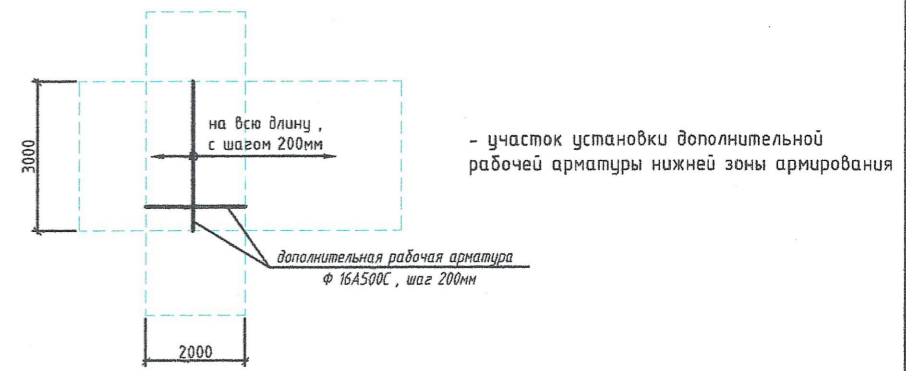 на всю длину ,
с шагом 200мм
3000
- участок установки дополнительной
рабочей арматуры нижней зоны армирования
дополнительная рабочая арматура
Ф 16А500С , шаг 200мм
2000